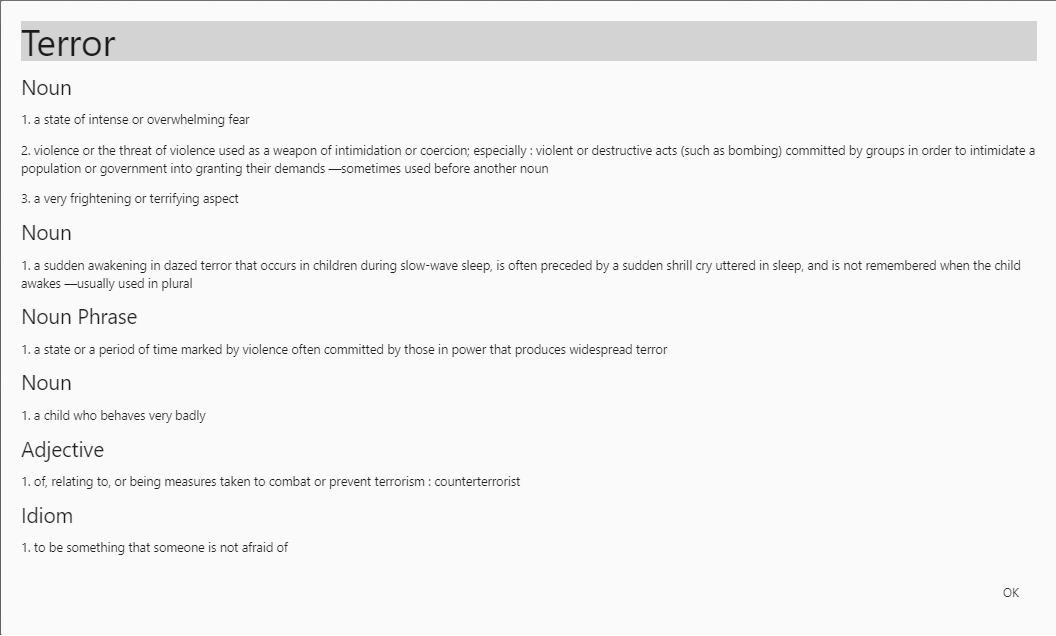 Terror
Noun
1. a state of intense or overwhelming fear
2. violence or the threat of violence used as a weapon of intimidation or coercion; especially : violent or destructive acts (such as bombing) committed by groups in order to intimidate a
population or government into granting their demands —sometimes used before another noun
3. a very frightening or terrifying aspect
Noun
1. a sudden awakening in dazed terror that occurs in children during slow-wave sleep, is often preceded by a sudden shrill cry uttered in sleep, and is not remembered when the child
awakes —usually used in plural
Noun Phrase
1. a state or a period of time marked by violence often committed by those in power that produces widespread terror
Noun
1. a child who behaves very badly
Adjective
1. of, relating to, or being measures taken to combat or prevent terrorism : counterterrorist
Idiom
1. to be something that someone is not afraid of
OK